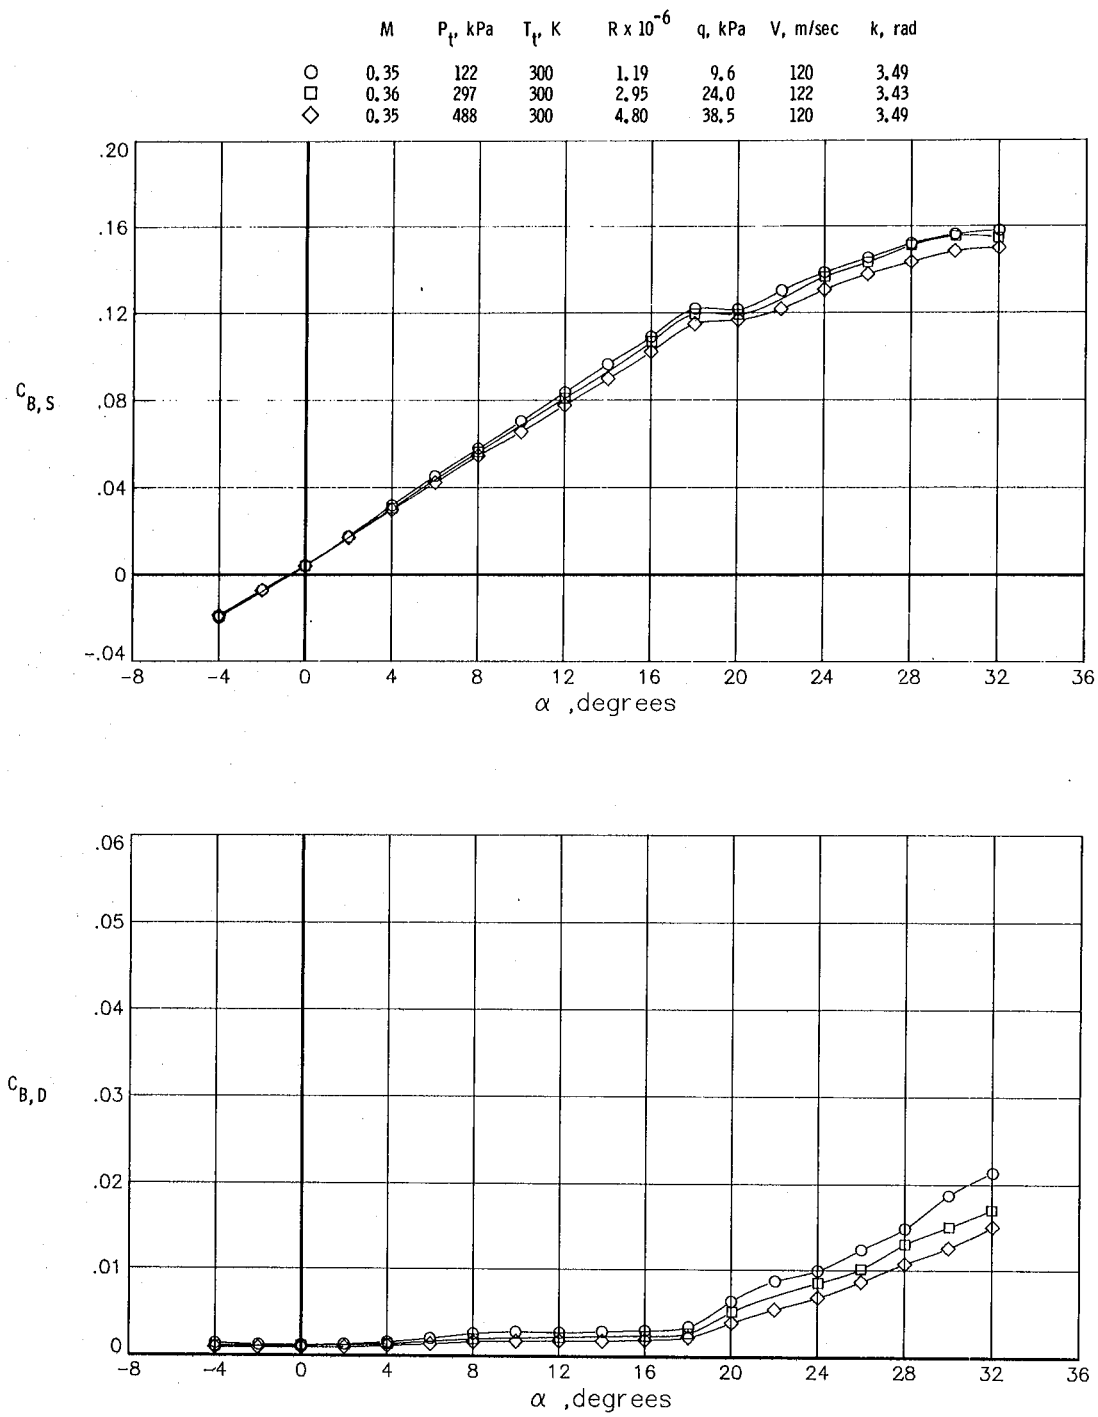 M P_t, kPa T_t, K R x 10^-6 q, kPa V, m/sec k, rad
○ 0.35 122 300 1.19 9.6 120 3.49
□ 0.36 297 300 2.95 24.0 122 3.43
◇ 0.35 488 300 4.80 38.5 120 3.49
.20
.16
.12
C_B,S
.08
.04
0
-.04
-8 -4 0 4 8 12 16 20 24 28 32 36
α ,degrees
.06
.05
.04
C_B,D
.03
.02
.01
0
-8 -4 0 4 8 12 16 20 24 28 32 36
α ,degrees